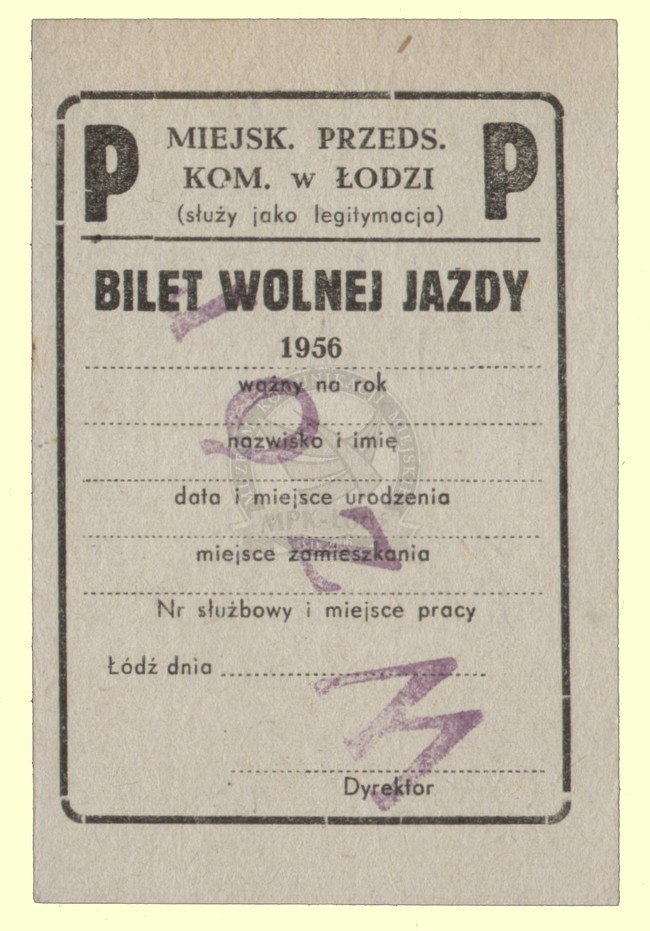 P MIEJSK. PRZEDS. P
KOM. w ŁODZI
(służy jako legitymacja)
BILET WOLNEJ JAZDY
1956
ważny na rok
nazwisko i imię
data i miejsce urodzenia
miejsce zamieszkania
Nr służbowy i miejsce pracy
Łódź dnia
Dyrektor